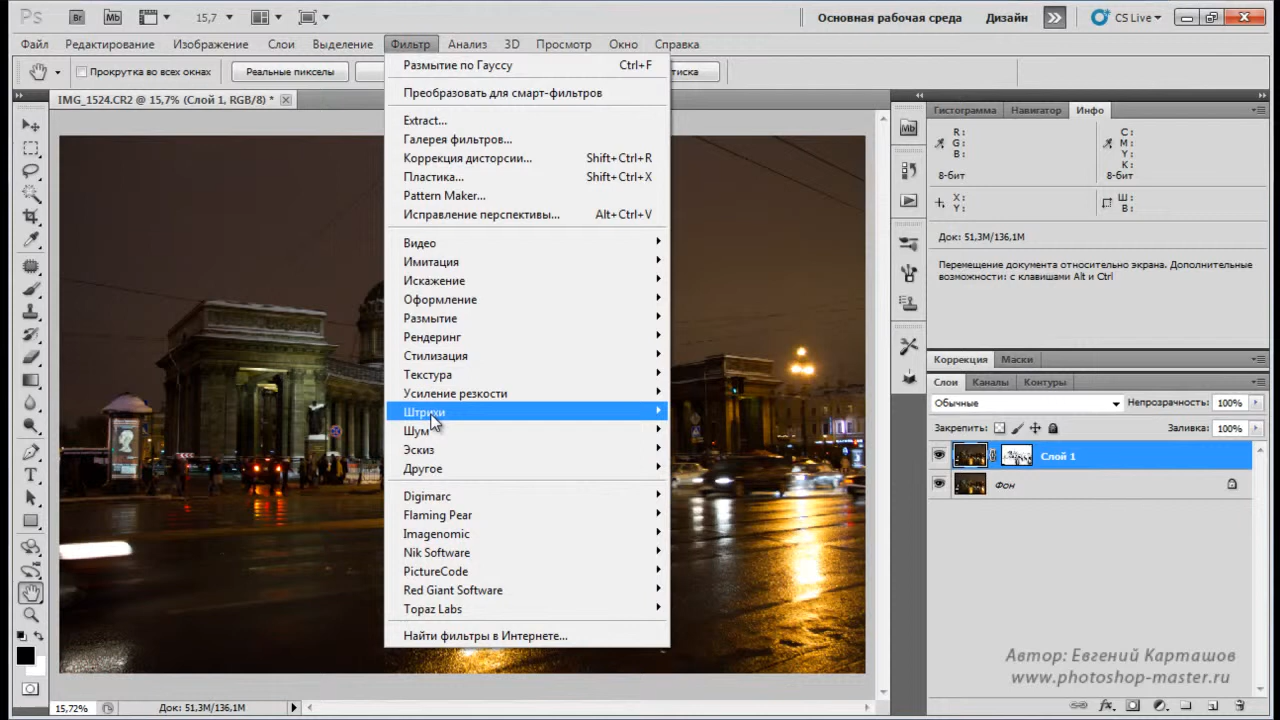 Ps Br Mb 15,7 Основная рабочая среда Дизайн CS Live
Файл Редактирование Изображение Слои Выделение Фильтр Анализ 3D Просмотр Окно Справка
Прокрутка во всех окнах Реальные пикселы
IMG_1524.CR2 @ 15,7% (Слой 1, RGB/8) *
Размытие по Гауссу Ctrl+F
Преобразовать для смарт-фильтров
Extract...
Галерея фильтров...
Коррекция дисторсии... Shift+Ctrl+R
Пластика... Shift+Ctrl+X
Pattern Maker...
Исправление перспективы... Alt+Ctrl+V
Видео
Имитация
Искажение
Оформление
Размытие
Рендеринг
Стилизация
Текстура
Усиление резкости
Штрихи
Шум
Эскиз
Другое
Digimarc
Flaming Pear
Imagenomic
Nik Software
PictureCode
Red Giant Software
Topaz Labs
Найти фильтры в Интернете...
Mb
Гистограмма Навигатор Инфо
R: C:
G: M:
B: Y:
K:
8-бит 8-бит
X: Ш:
Y: В:
Док: 51,3M/136,1M
Перемещение документа относительно экрана. Дополнительные
возможности: с клавишами Alt и Ctrl
Коррекция Маски
Слои Каналы Контуры
Обычные Непрозрачность: 100%
Закрепить: Заливка: 100%
Слой 1
Фон
Автор: Евгений Карташов
www.photoshop-master.ru
15,72% Док: 51,3M/136,1M